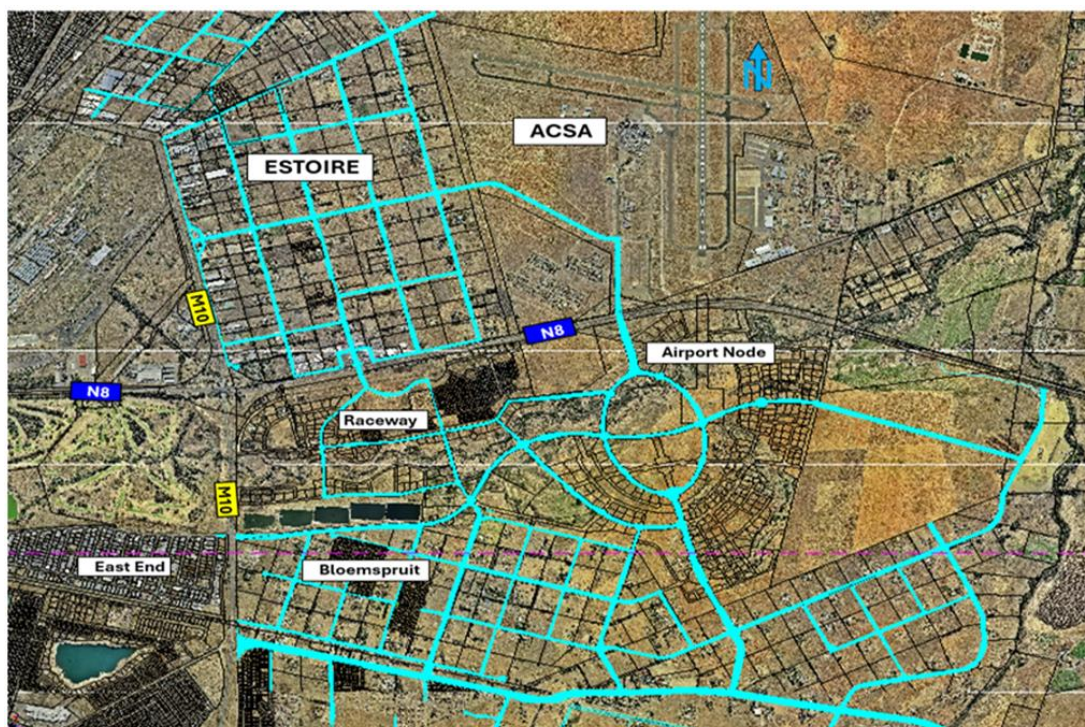 ACSA
ESTOIRE
M10
N8
Airport Node
N8
Raceway
M10
East End
Bloemspruit